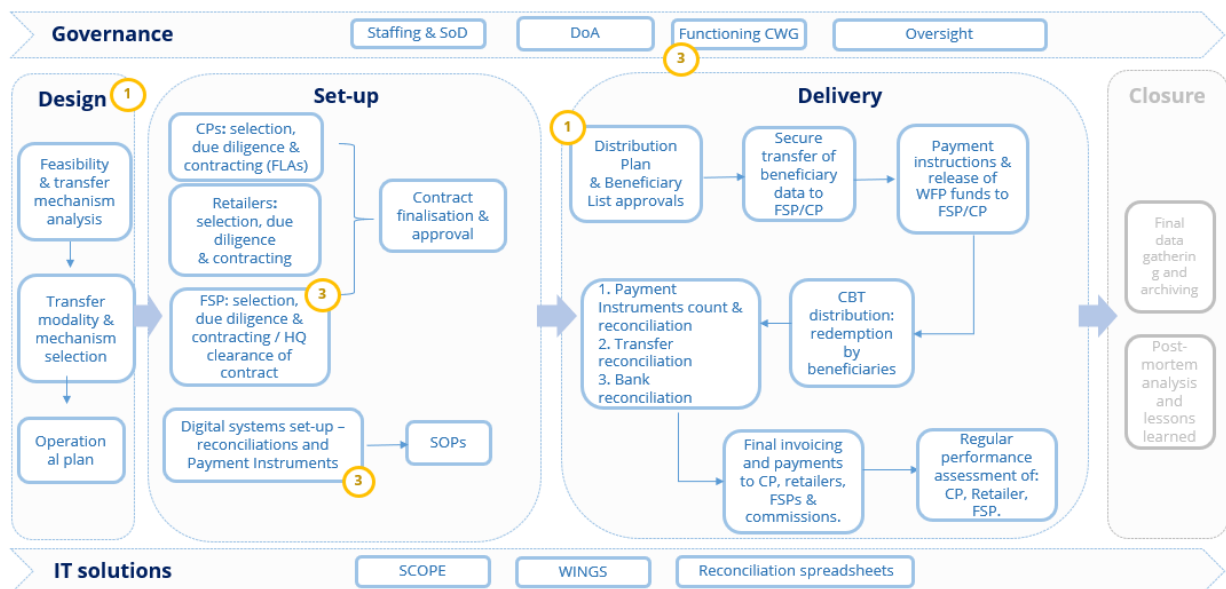 Governance
Staffing & SoD
DoA
Functioning CWG
Oversight
3
Design
1
Feasibility
& transfer
mechanism
analysis
Transfer
modality &
mechanism
selection
Operation
al plan
Set-up
CPs: selection,
due diligence &
contracting (FLAs)
Retailers:
selection, due
diligence
& contracting
FSP: selection,
due diligence &
contracting / HQ
clearance of
contract
3
Contract
finalisation &
approval
Digital systems set-up –
reconciliations and
Payment Instruments
3
SOPs
Delivery
1
Distribution
Plan
& Beneficiary
List approvals
Secure
transfer of
beneficiary
data to
FSP/CP
Payment
instructions &
release of
WFP funds to
FSP/CP
CBT
distribution:
redemption
by
beneficiaries
1. Payment
Instruments count &
reconciliation
2. Transfer
reconciliation
3. Bank
reconciliation
Final invoicing
and payments
to CP, retailers,
FSPs &
commissions.
Regular
performance
assessment of:
CP, Retailer,
FSP.
Closure
Final
data
gatherin
g and
archiving
Post-
mortem
analysis
and
lessons
learned
IT solutions
SCOPE
WINGS
Reconciliation spreadsheets